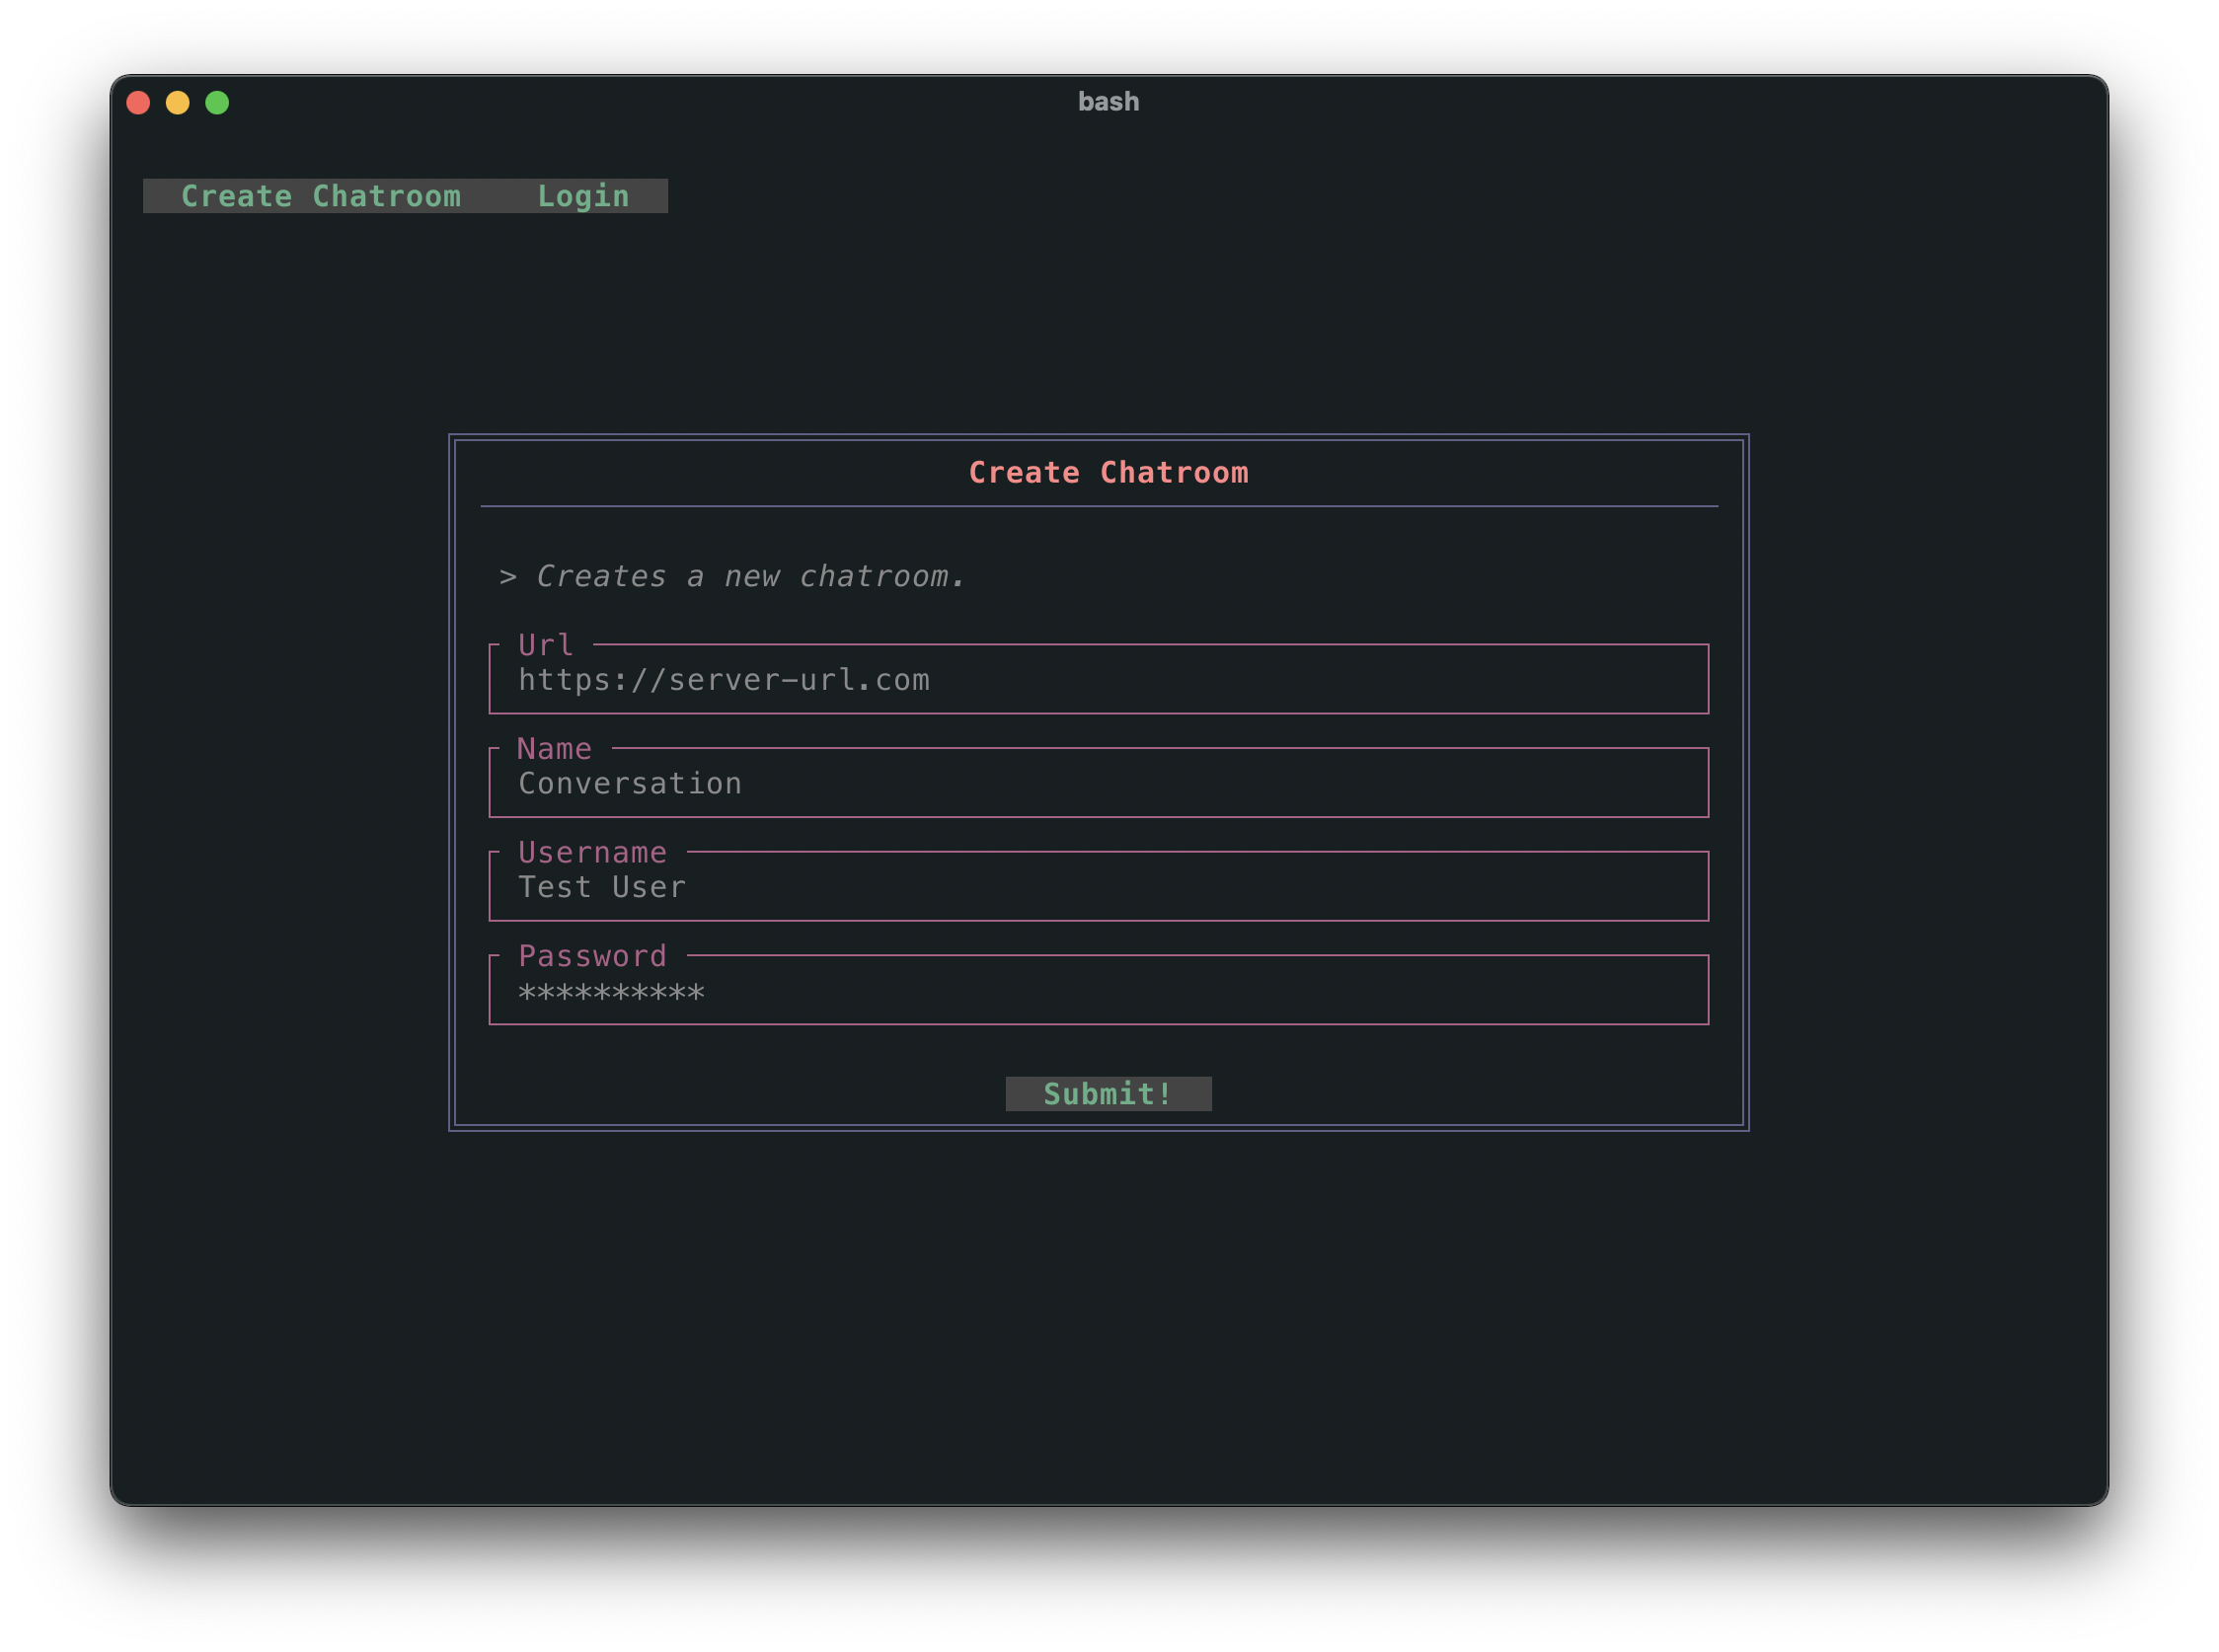 bash
Create Chatroom Login
Create Chatroom
> Creates a new chatroom.
Url
https://server-url.com
Name
Conversation
Username
Test User
Password
**********
Submit!